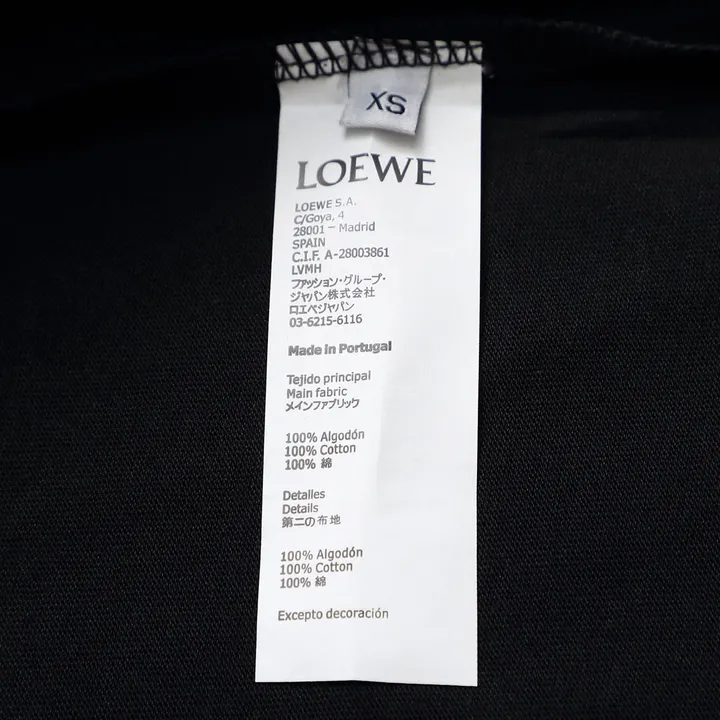 XS
LOEWE
LOEWE S.A.
C/Goya, 4
28001 – Madrid
SPAIN
C.I.F. A-28003861
LVMH
ファッション・グループ・
ジャパン株式会社
ロエベジャパン
03-6215-6116
Made in Portugal
Tejido principal
Main fabric
メインファブリック
100% Algodón
100% Cotton
100% 綿
Detalles
Details
第二の布地
100% Algodón
100% Cotton
100% 綿
Excepto decoración